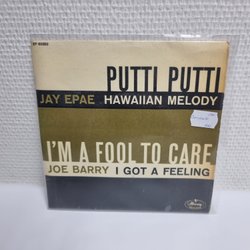 PUTTI PUTTI
JAY EPAE HAWAIIAN MELODY
I'M A FOOL TO CARE
JOE BARRY I GOT A FEELING